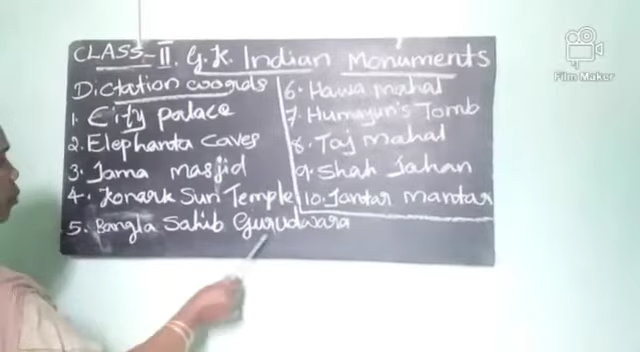 CLASS-II. G.K. Indian Monuments
Dictation words
1. City palace
2. Elephanta caves
3. Jama masjid
4. Konark Sun Temple
5. Bangla Sahib Gurudwara
6. Hawa mahal
7. Humayun's Tomb
8. Taj mahal
9. Shah Jahan
10. Jantar mantar
Film Maker